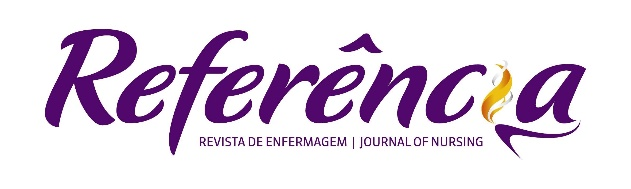 Referência
REVISTA DE ENFERMAGEM | JOURNAL OF NURSING